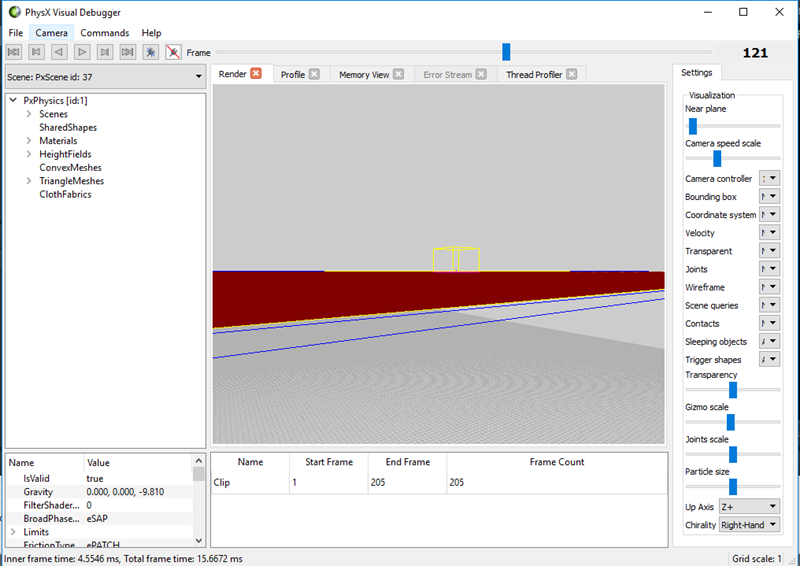 PhysX Visual Debugger
File Camera Commands Help
Frame
121
Scene: PxScene id: 37
Render Profile Memory View Error Stream Thread Profiler
Settings
PxPhysics [id:1]
Scenes
SharedShapes
Materials
HeightFields
ConvexMeshes
TriangleMeshes
ClothFabrics
Visualization
Near plane
Camera speed scale
Camera controller
Bounding box
Coordinate system
Velocity
Transparent
Joints
Wireframe
Scene queries
Contacts
Sleeping objects
Trigger shapes
Transparency
Gizmo scale
Joints scale
Particle size
Up Axis Z+
Chirality Right-Hand
Name Value
IsValid true
Gravity 0.000, 0.000, -9.810
FilterShader... 0
BroadPhase... eSAP
Limits
FrictionType ePATCH
Name Start Frame End Frame Frame Count
Clip 1 205 205
Inner frame time: 4.5546 ms, Total frame time: 15.6672 ms
Grid scale: 1